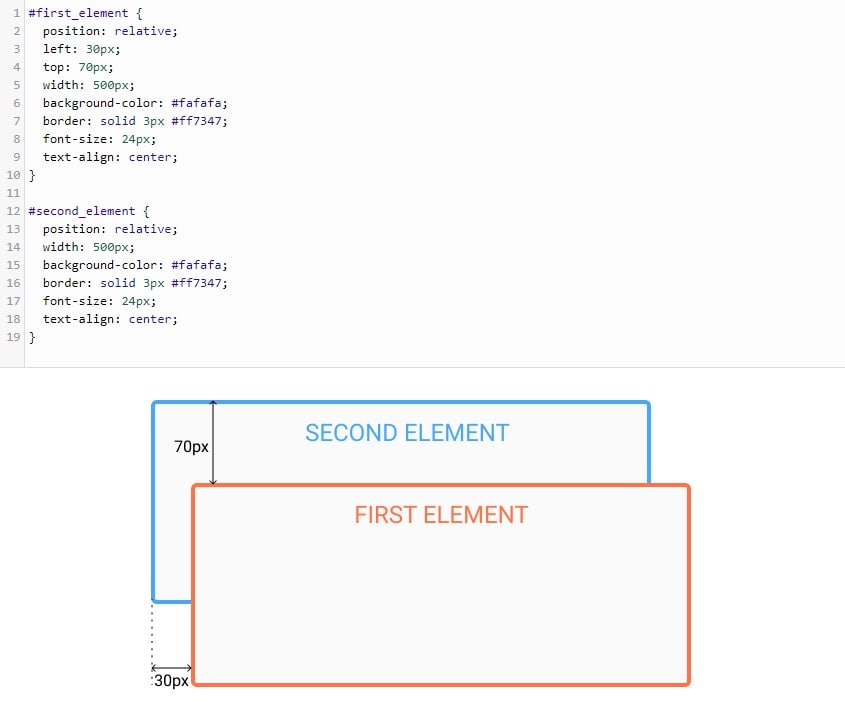 1 #first_element {
2 position: relative;
3 left: 30px;
4 top: 70px;
5 width: 500px;
6 background-color: #fafafa;
7 border: solid 3px #ff7347;
8 font-size: 24px;
9 text-align: center;
10 }
11
12 #second_element {
13 position: relative;
14 width: 500px;
15 background-color: #fafafa;
16 border: solid 3px #ff7347;
17 font-size: 24px;
18 text-align: center;
19 }
SECOND ELEMENT
70px
FIRST ELEMENT
30px